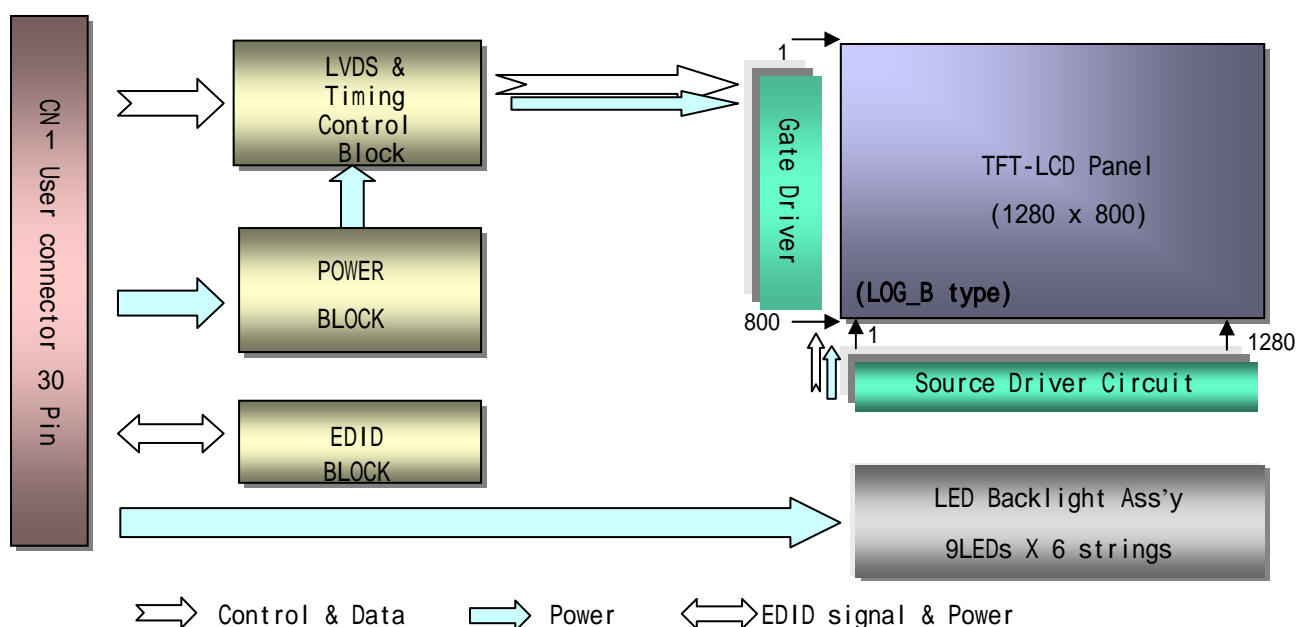 CN-1 User connector 30 Pin
LVDS &
Timing
Control
Block
POWER
BLOCK
EDID
BLOCK
1
Gate Driver
800
TFT-LCD Panel
(1280 x 800)
(LOG_B type)
1
1280
Source Driver Circuit
LED Backlight Ass’y
9LEDs X 6 strings
Control & Data
Power
EDID signal & Power